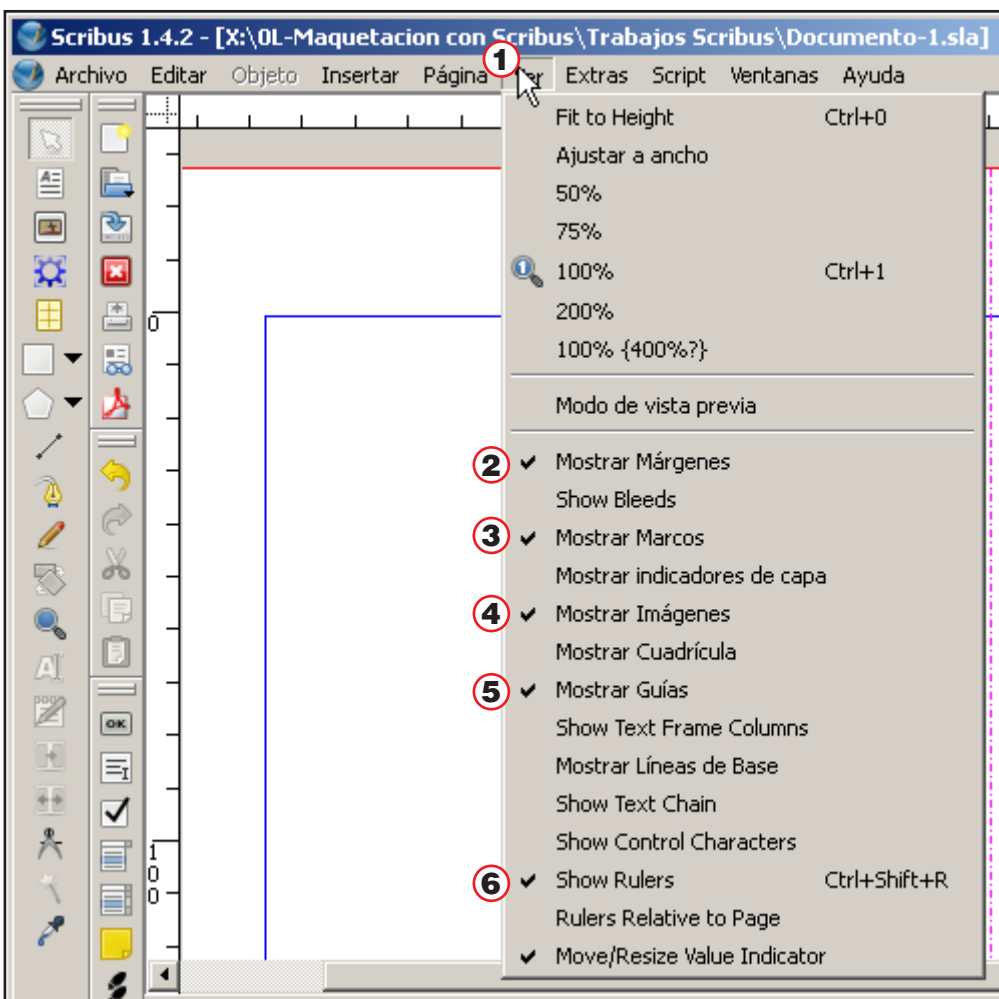 Scribus 1.4.2 - [X:\0L-Maquetacion con Scribus\Trabajos Scribus\Documento-1.sla]
1
Archivo Editar Objeto Insertar Página Ver Extras Script Ventanas Ayuda
Fit to Height Ctrl+0
Ajustar a ancho
50%
75%
100% Ctrl+1
200%
100% {400%?}
Modo de vista previa
2 Mostrar Márgenes
Show Bleeds
3 Mostrar Marcos
Mostrar indicadores de capa
4 Mostrar Imágenes
Mostrar Cuadrícula
5 Mostrar Guías
Show Text Frame Columns
Mostrar Líneas de Base
Show Text Chain
Show Control Characters
6 Show Rulers Ctrl+Shift+R
Rulers Relative to Page
Move/Resize Value Indicator
0
100
OK